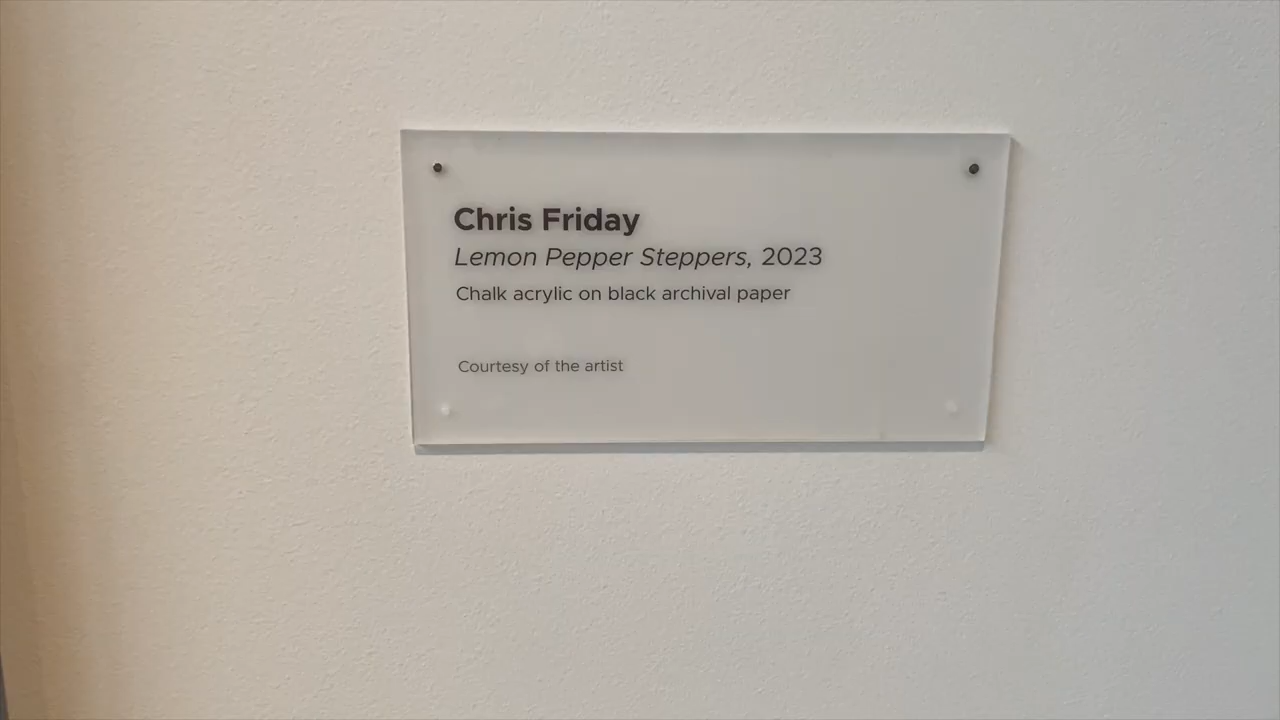 Chris Friday
Lemon Pepper Steppers, 2023
Chalk acrylic on black archival paper
Courtesy of the artist